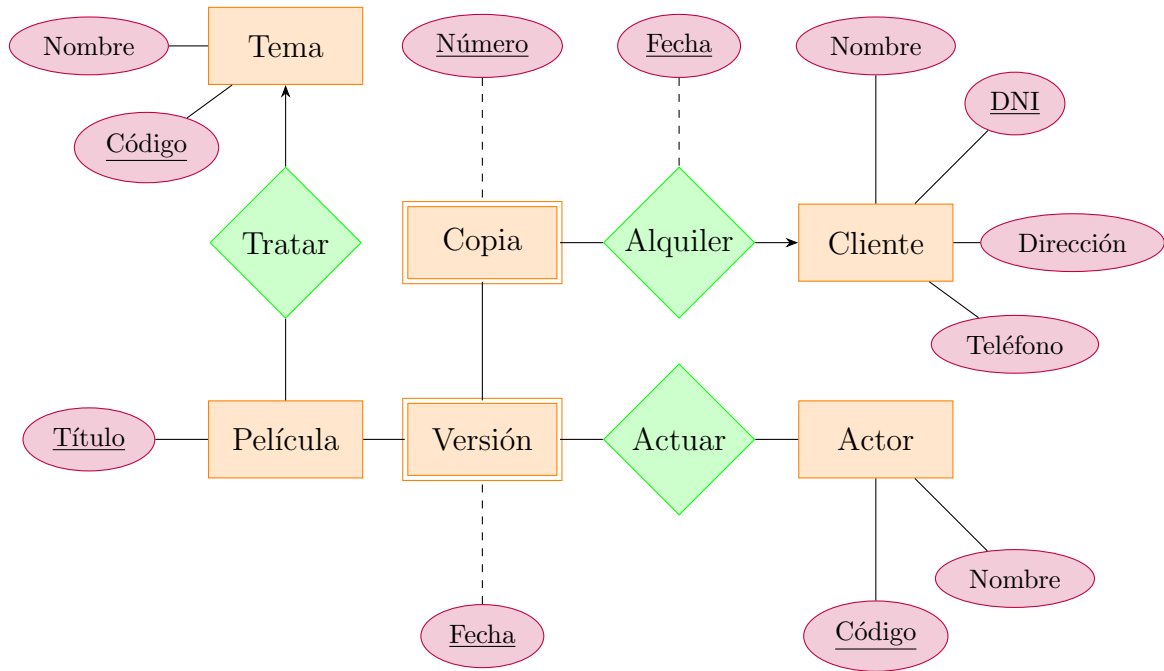 Nombre
Tema
Número
Fecha
Nombre
DNI
Código
Tratar
Copia
Alquiler
Cliente
Dirección
Teléfono
Título
Película
Versión
Actuar
Actor
Nombre
Fecha
Código